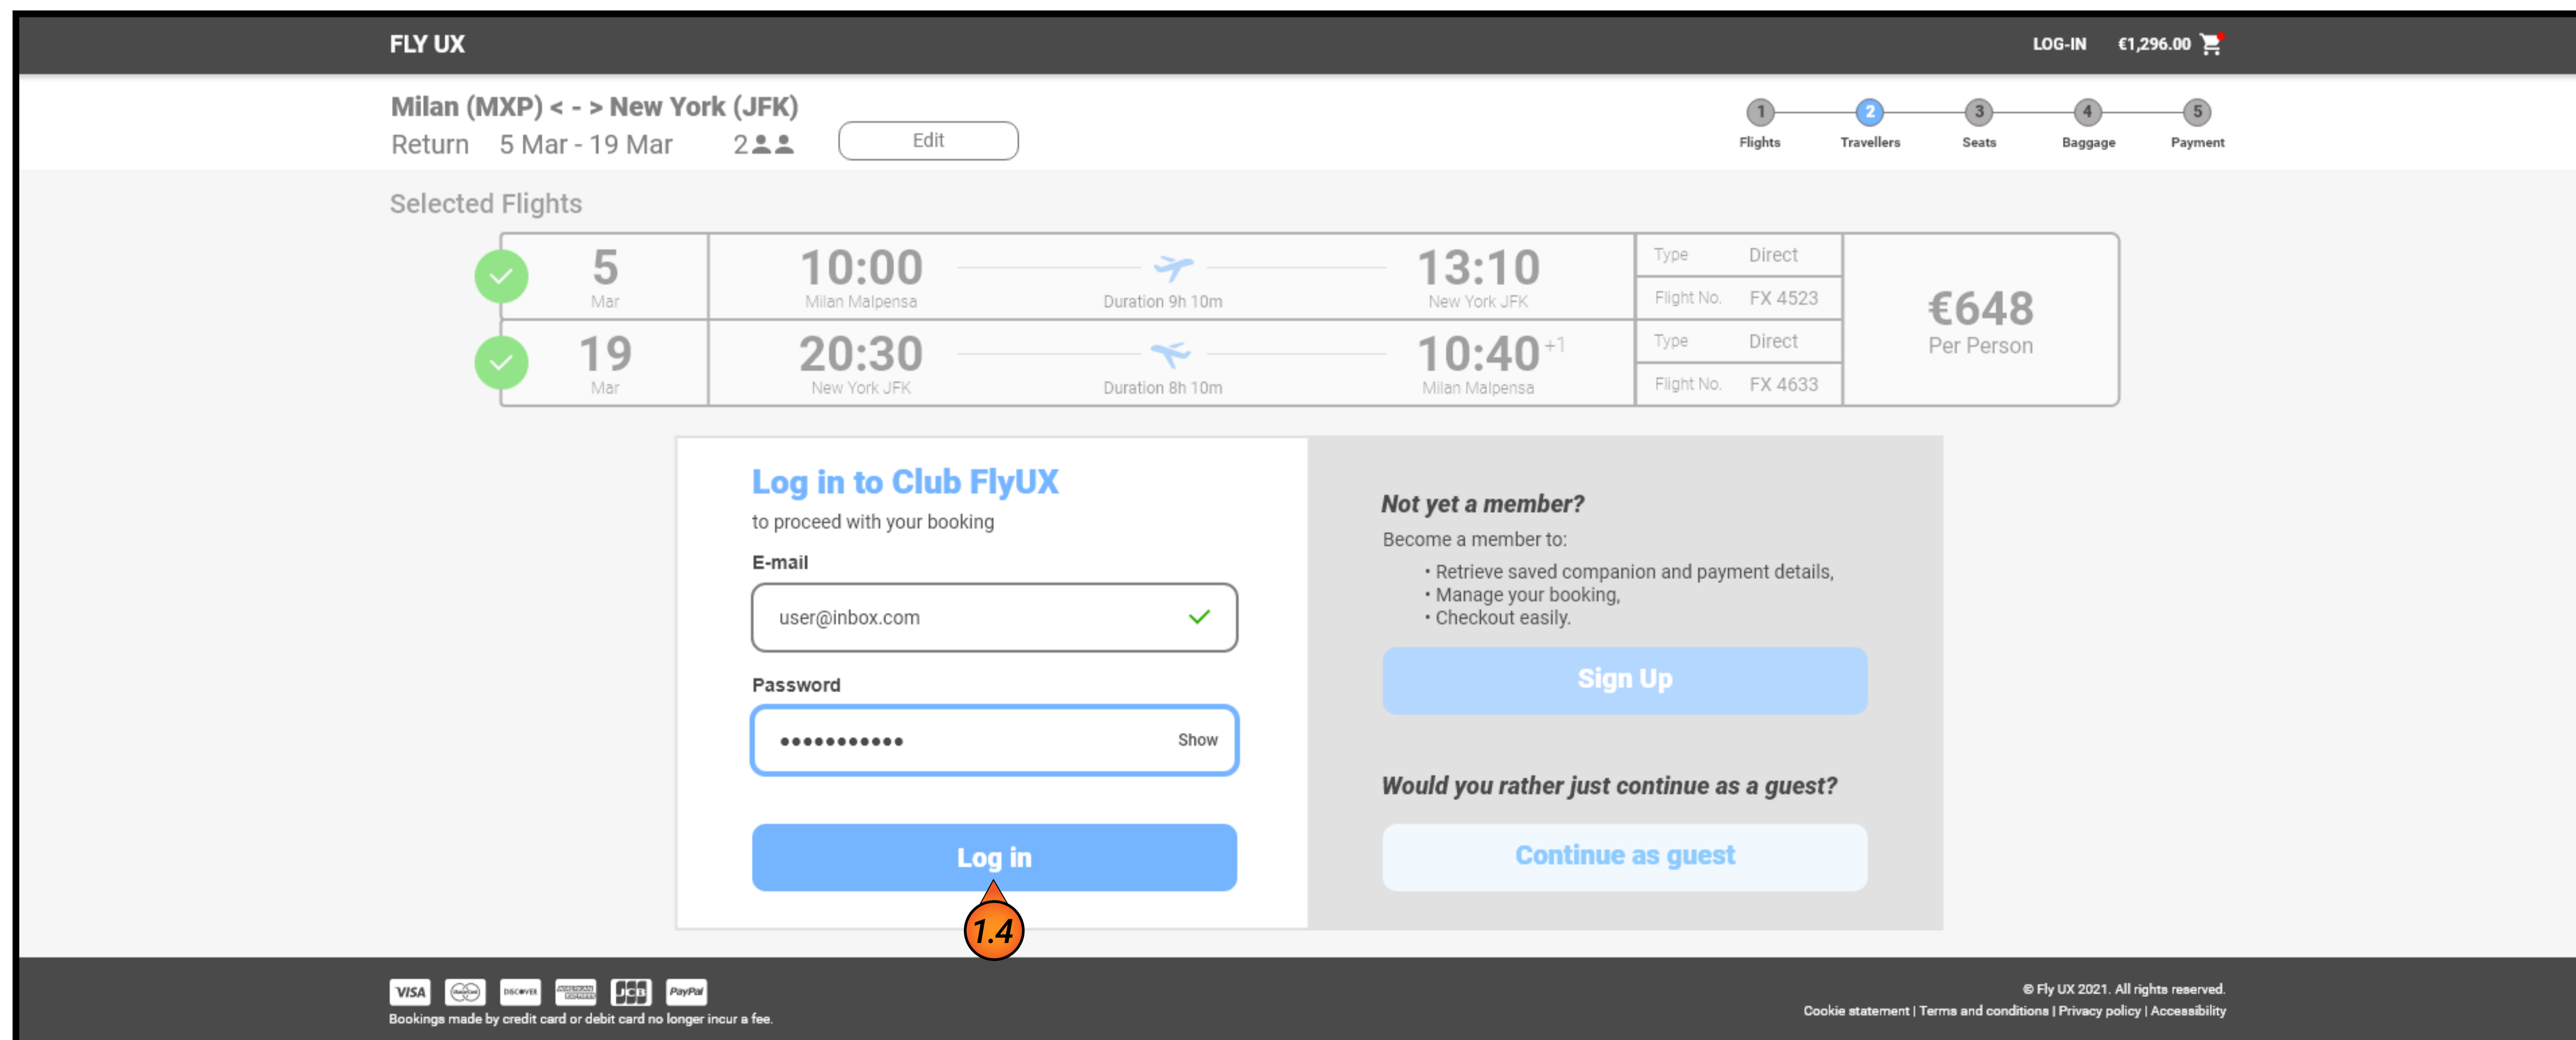 FLY UX
LOG-IN €1,296.00
Milan (MXP) < - > New York (JFK)
Return 5 Mar - 19 Mar 2
Edit
1 2 3 4 5
Flights Travellers Seats Baggage Payment
Selected Flights
5
Mar
10:00
Milan Malpensa
Duration 9h 10m
13:10
New York JFK
Type Direct
Flight No. FX 4523
19
Mar
20:30
New York JFK
Duration 8h 10m
10:40 +1
Milan Malpensa
Type Direct
Flight No. FX 4633
€648
Per Person
Log in to Club FlyUX
to proceed with your booking
E-mail
user@inbox.com
Password
•••••••••••
Show
Log in
1.4
Not yet a member?
Become a member to:
• Retrieve saved companion and payment details,
• Manage your booking,
• Checkout easily.
Sign Up
Would you rather just continue as a guest?
Continue as guest
VISA MasterCard DISCOVER AMERICAN EXPRESS JCB PayPal
Bookings made by credit card or debit card no longer incur a fee.
© Fly UX 2021. All rights reserved.
Cookie statement | Terms and conditions | Privacy policy | Accessibility